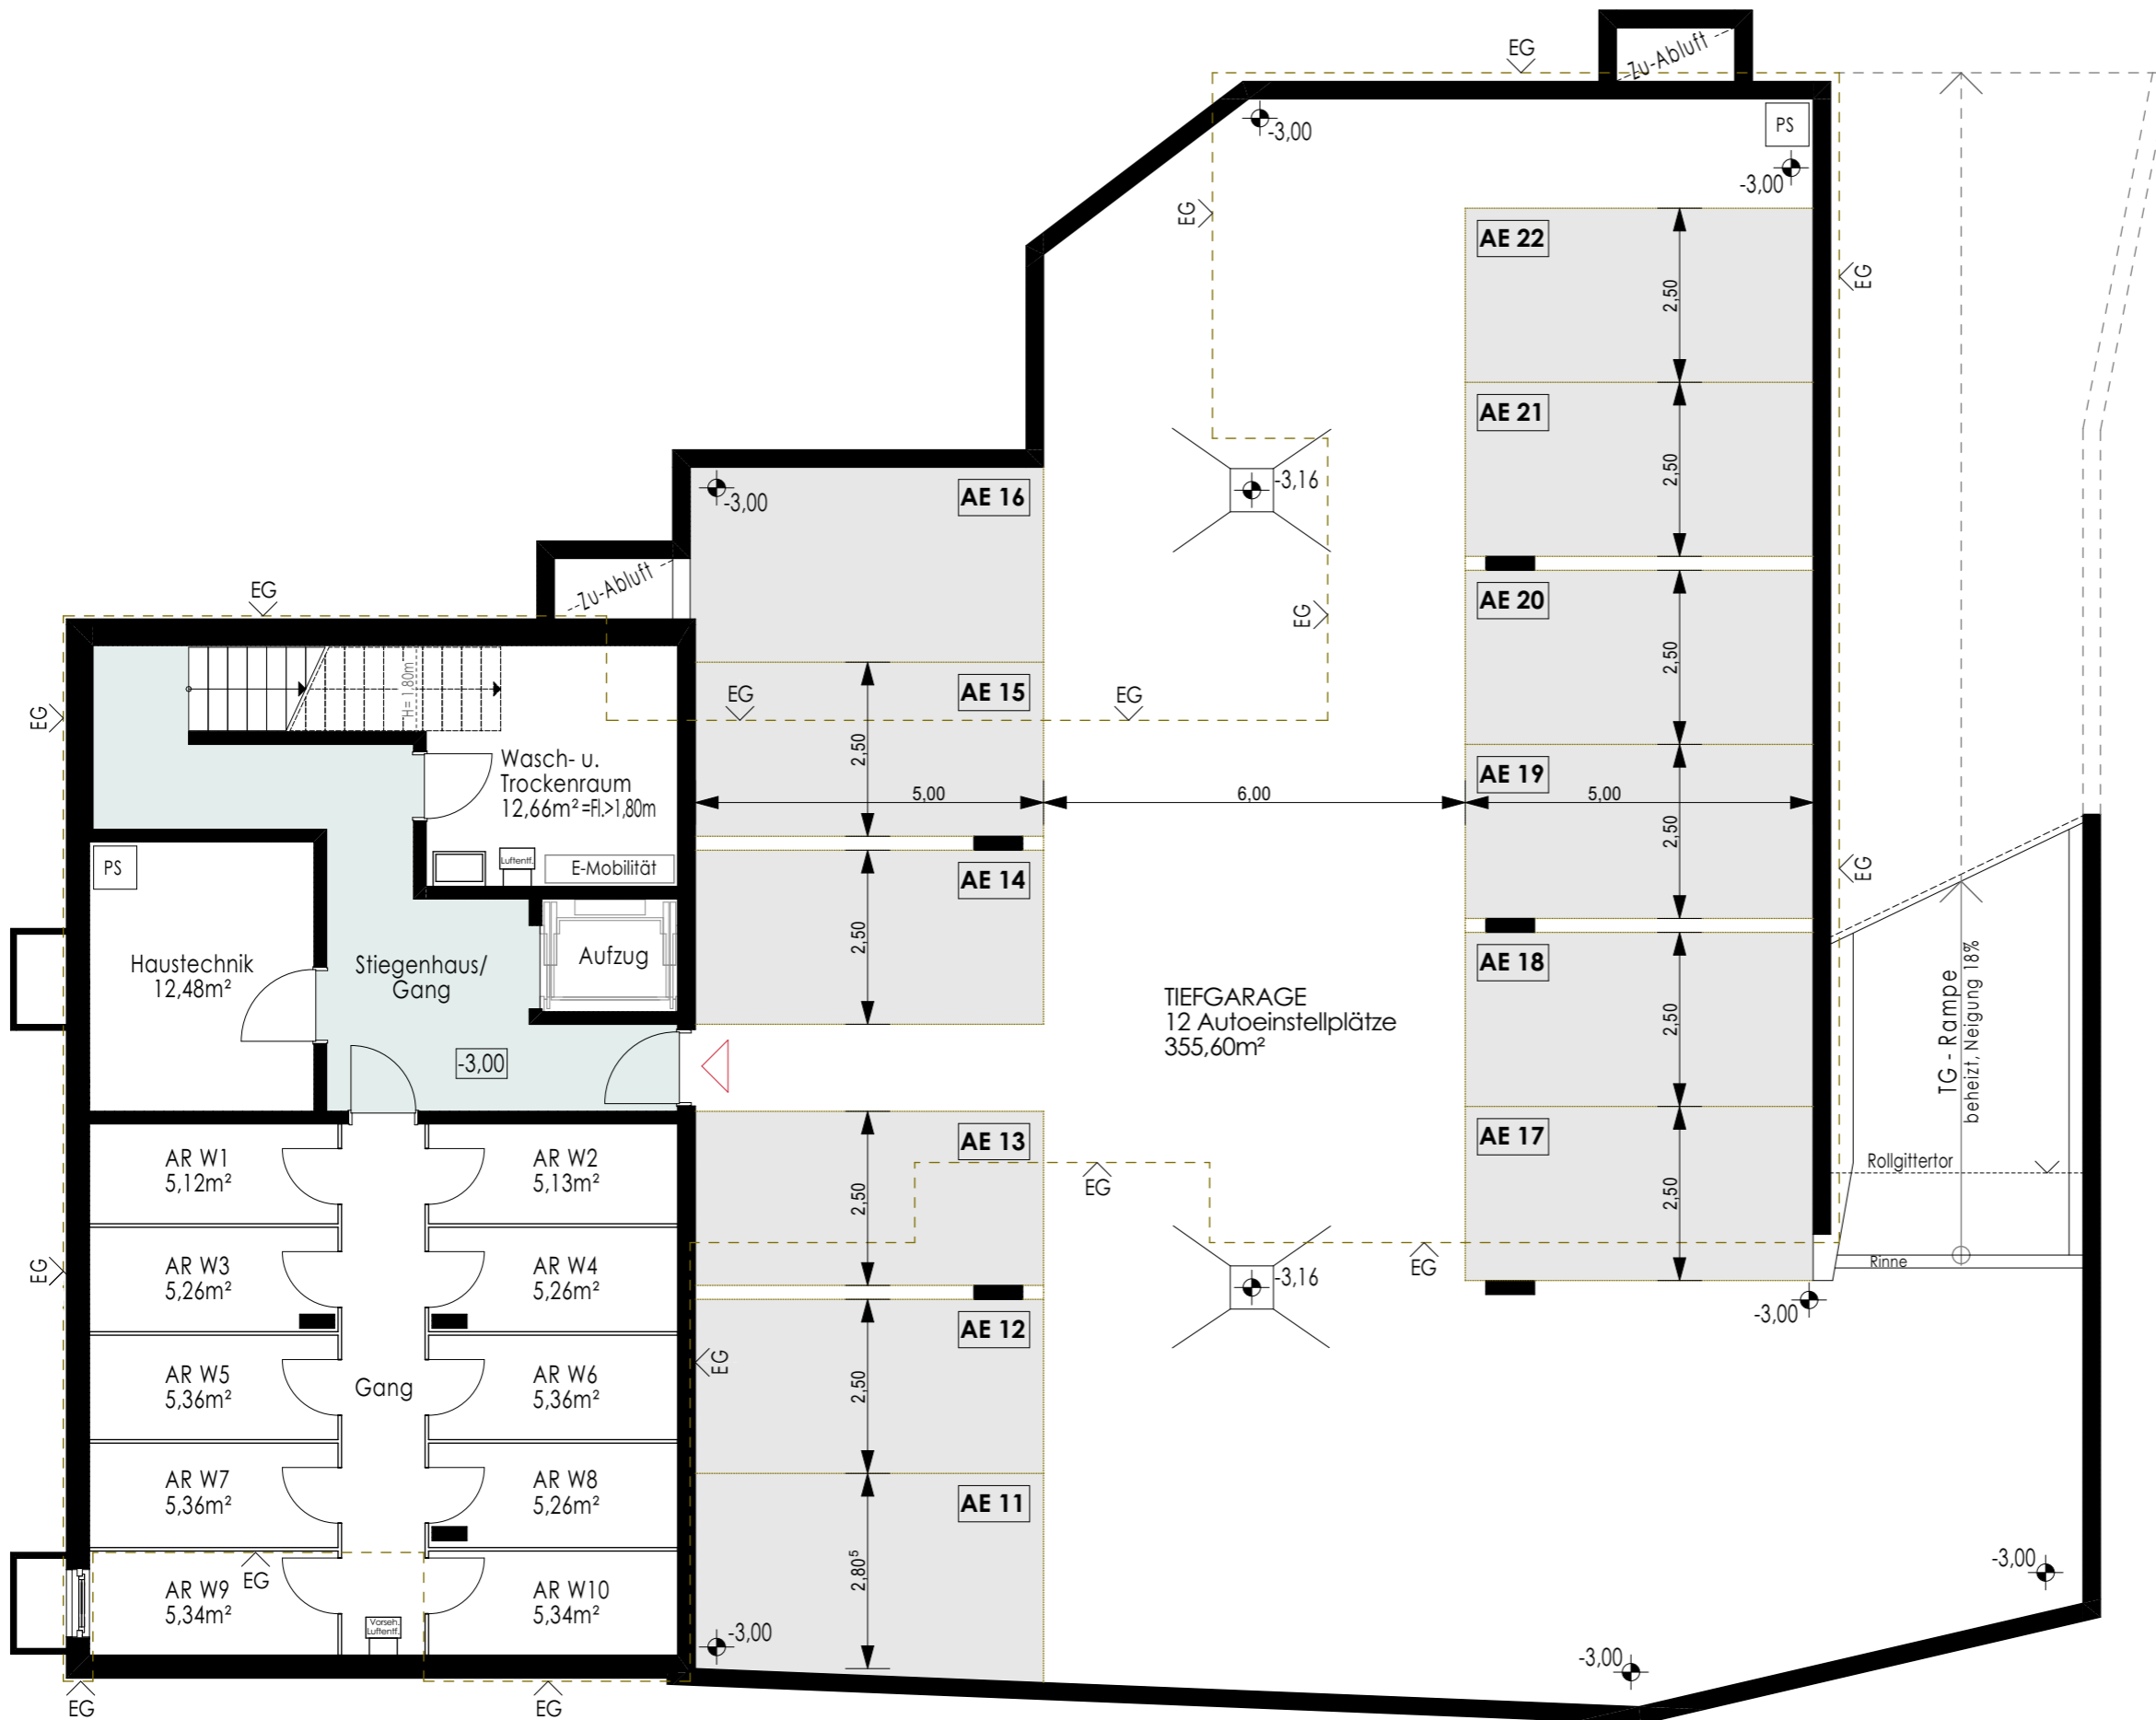 EG
Zu-Abluft
-3,00
PS
-3,00
EG
AE 22
2,50
EG
AE 21
2,50
-3,16
AE 16
-3,00
Zu-Abluft
EG
AE 20
2,50
EG
EG
H= 1,80m
AE 15
EG
EG
2,50
Wasch- u.
Trockenraum
12,66m² =Fl.>1,80m
AE 19
2,50
5,00
6,00
5,00
Luftentf.
E-Mobilität
PS
AE 14
2,50
EG
Haustechnik
12,48m²
Stiegenhaus/
Gang
Aufzug
AE 18
2,50
TIEFGARAGE
12 Autoeinstellplätze
355,60m²
TG - Rampe
beheizt, Neigung 18%
-3,00
AE 13
2,50
AE 17
2,50
Rollgittertor
AR W1
5,12m²
AR W2
5,13m²
EG
EG
Rinne
EG
AR W3
5,26m²
AR W4
5,26m²
-3,16
-3,00
AE 12
2,50
EG
AR W5
5,36m²
Gang
AR W6
5,36m²
AR W7
5,36m²
AR W8
5,26m²
AE 11
2,80⁵
-3,00
AR W9
5,34m²
EG
AR W10
5,34m²
Vorseh.
Luftentf.
-3,00
-3,00
EG
EG